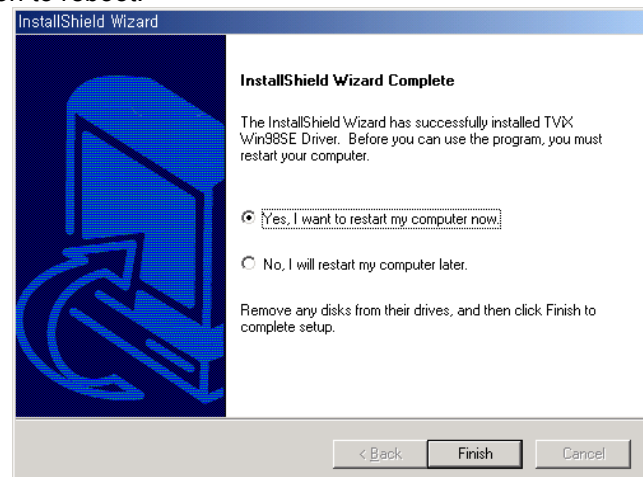 to reboot.
InstallShield Wizard
InstallShield Wizard Complete
The InstallShield Wizard has successfully installed TViX
Win98SE Driver. Before you can use the program, you must
restart your computer.
Yes, I want to restart my computer now.
No, I will restart my computer later.
Remove any disks from their drives, and then click Finish to
complete setup.
< Back
Finish
Cancel